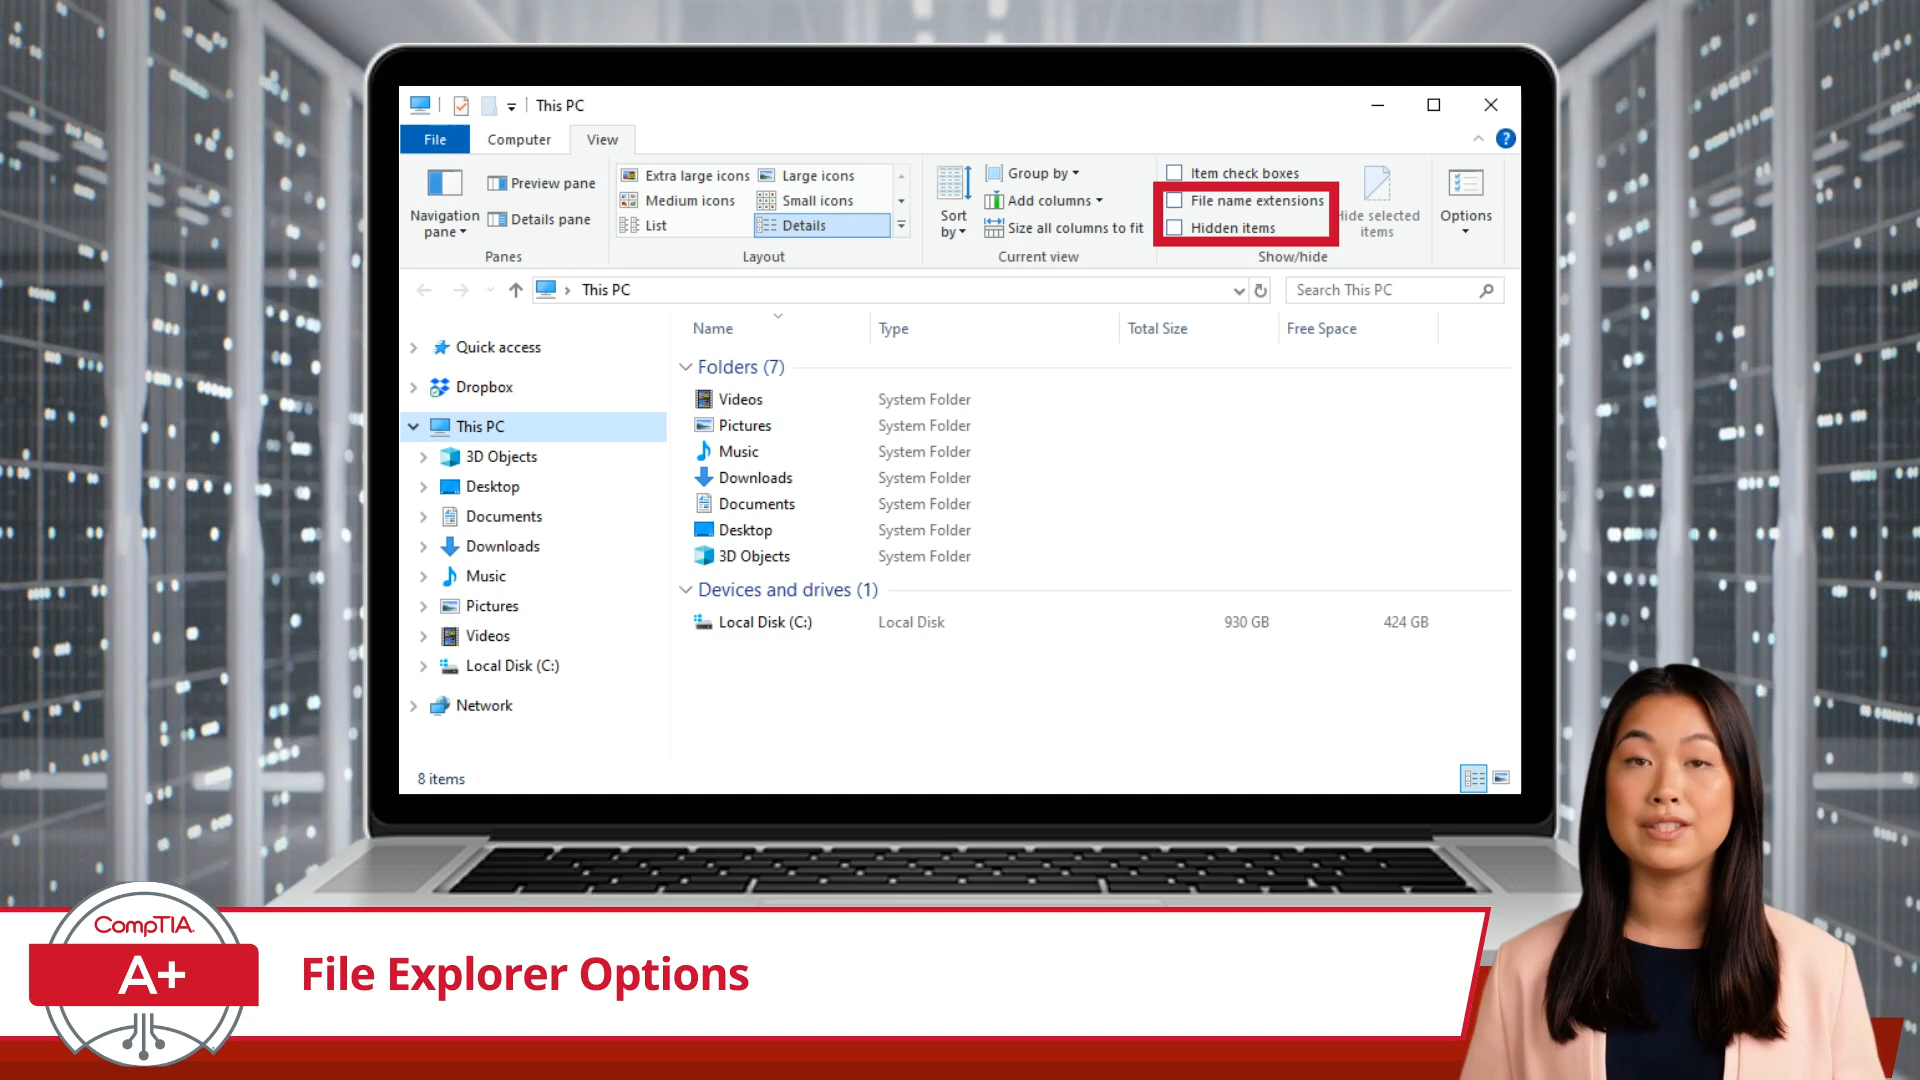 This PC
File
Computer
View
?
Navigation pane
Preview pane
Details pane
Panes
Extra large icons
Large icons
Medium icons
Small icons
List
Details
Layout
Sort by
Group by
Add columns
Size all columns to fit
Current view
Item check boxes
File name extensions
Hidden items
Hide selected items
Show/hide
Options
This PC
Search This PC
Quick access
Dropbox
This PC
3D Objects
Desktop
Documents
Downloads
Music
Pictures
Videos
Local Disk (C:)
Network
Name Type Total Size Free Space
Folders (7)
Videos System Folder
Pictures System Folder
Music System Folder
Downloads System Folder
Documents System Folder
Desktop System Folder
3D Objects System Folder
Devices and drives (1)
Local Disk (C:) Local Disk 930 GB 424 GB
8 items
CompTIA.
A+
File Explorer Options